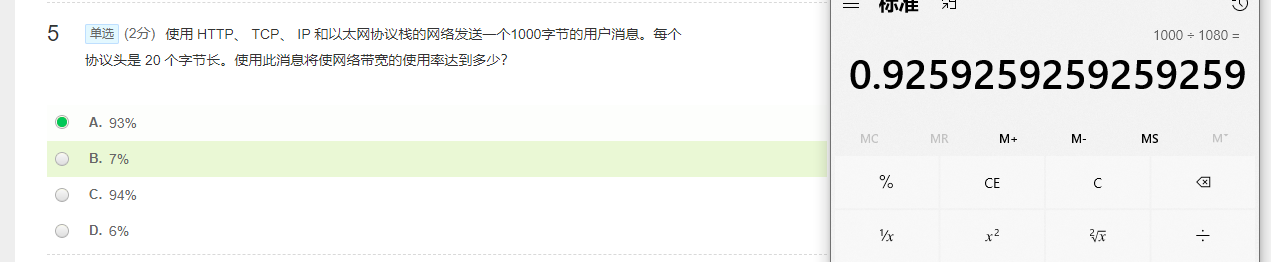 标准
5 单选 (2分) 使用 HTTP、 TCP、 IP 和以太网协议栈的网络发送一个1000字节的用户消息。每个
协议头是 20 个字节长。使用此消息将使网络带宽的使用率达到多少?
A. 93%
B. 7%
C. 94%
D. 6%
1000 ÷ 1080 =
0.9259259259259259
MC MR M+ M- MS M˅
% CE C
⅟x x² ²√x ÷